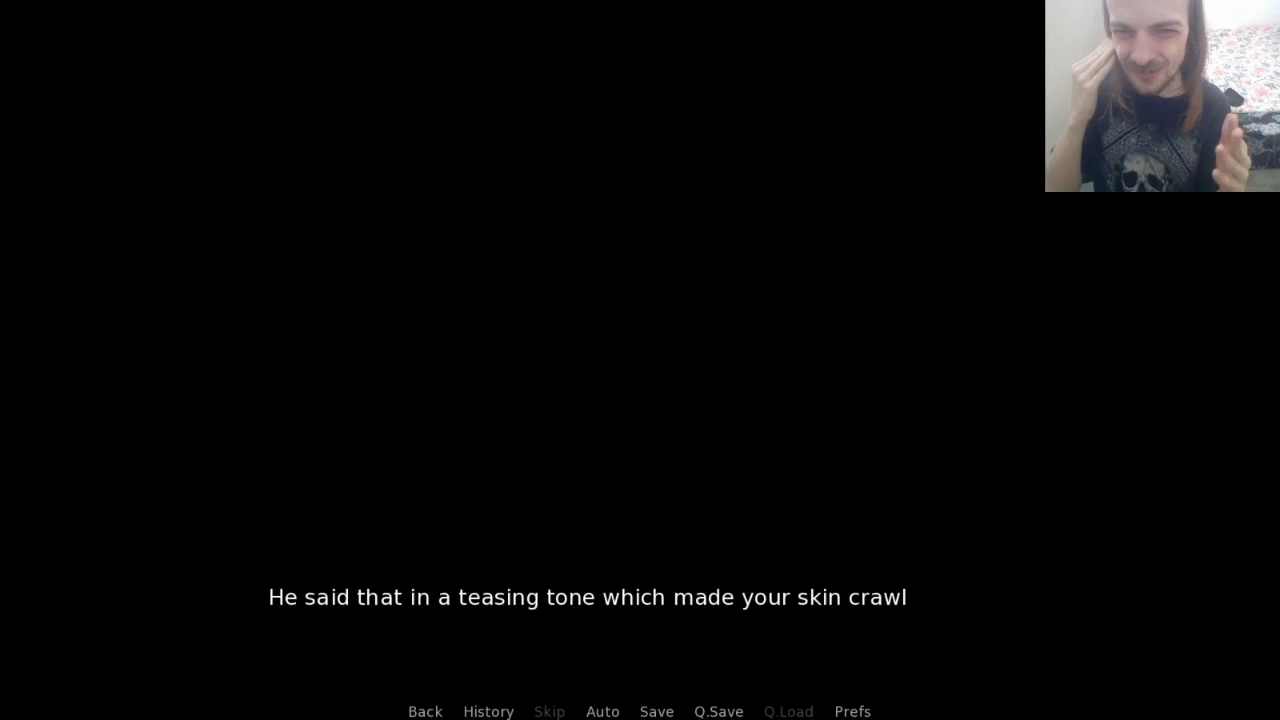 He said that in a teasing tone which made your skin crawl
Back History Skip Auto Save Q.Save Q.Load Prefs